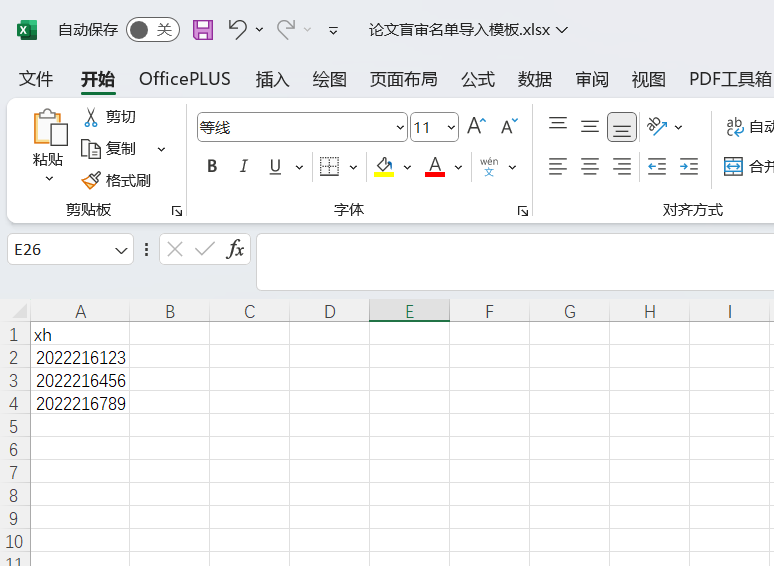 自动保存 关 论文盲审名单导入模板.xlsx
文件 开始 OfficePLUS 插入 绘图 页面布局 公式 数据 审阅 视图 PDF工具箱
粘贴
剪切
复制
格式刷
剪贴板
等线 11 A A
B I U A wén 文
字体
对齐方式
ab c 自动
合并
E26 fx
A B C D E F G H I
1 xh
2 2022216123
3 2022216456
4 2022216789
5
6
7
8
9
10
11